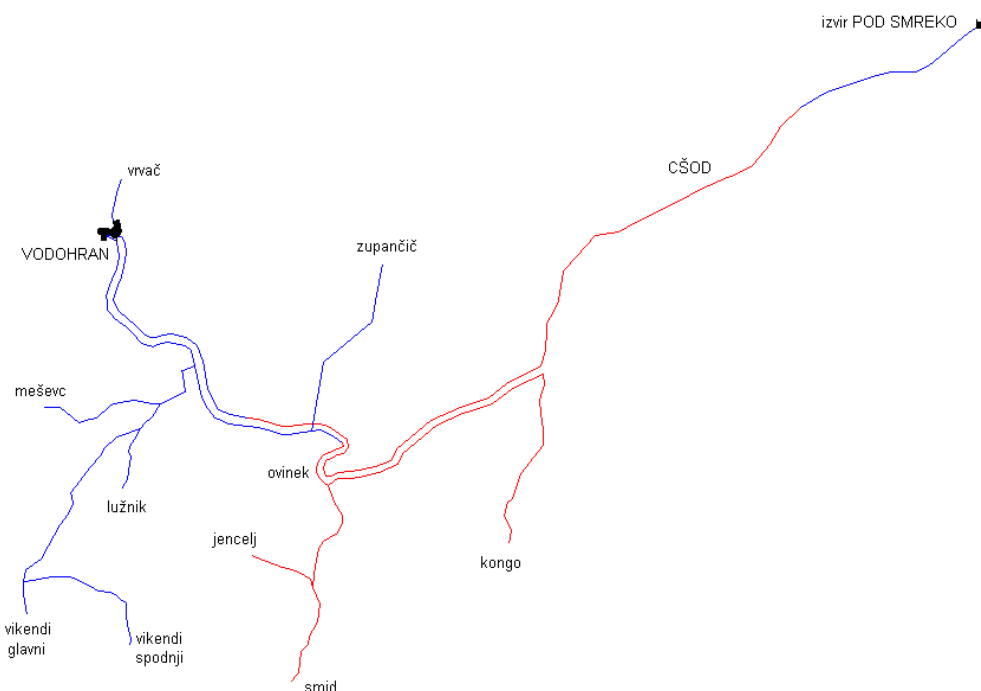 izvir POD SMREKO
vrvač
CŠOD
VODOHRAN
zupančič
meševc
ovinek
lužnik
jencelj
kongo
vikendi
glavni
vikendi
spodnji
smid